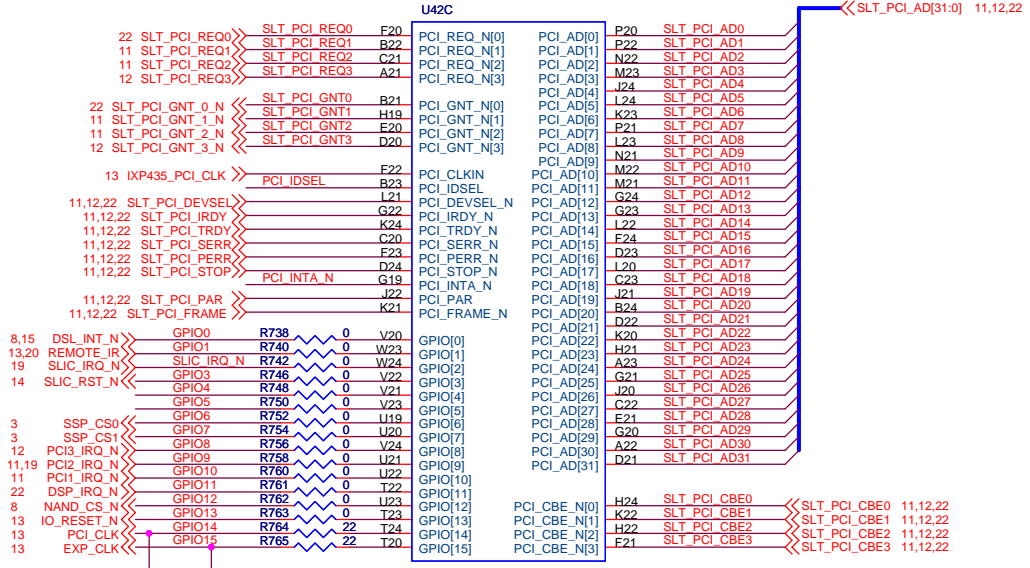 U42C SLT_PCI_AD[31:0] 11,12,22
22 SLT_PCI_REQ0 SLT_PCI_REQ0 F20 PCI_REQ_N[0] PCI_AD[0] P20 SLT_PCI_AD0
11 SLT_PCI_REQ1 SLT_PCI_REQ1 B22 PCI_REQ_N[1] PCI_AD[1] P22 SLT_PCI_AD1
11 SLT_PCI_REQ2 SLT_PCI_REQ2 C21 PCI_REQ_N[2] PCI_AD[2] N22 SLT_PCI_AD2
12 SLT_PCI_REQ3 SLT_PCI_REQ3 A21 PCI_REQ_N[3] PCI_AD[3] M23 SLT_PCI_AD3
PCI_AD[4] J24 SLT_PCI_AD4
22 SLT_PCI_GNT_0_N SLT_PCI_GNT0 B21 PCI_GNT_N[0] PCI_AD[5] L24 SLT_PCI_AD5
11 SLT_PCI_GNT_1_N SLT_PCI_GNT1 H19 PCI_GNT_N[1] PCI_AD[6] K23 SLT_PCI_AD6
11 SLT_PCI_GNT_2_N SLT_PCI_GNT2 E20 PCI_GNT_N[2] PCI_AD[7] P21 SLT_PCI_AD7
12 SLT_PCI_GNT_3_N SLT_PCI_GNT3 D20 PCI_GNT_N[3] PCI_AD[8] L23 SLT_PCI_AD8
PCI_AD[9] N21 SLT_PCI_AD9
13 IXP435_PCI_CLK F22 PCI_CLKIN PCI_AD[10] M22 SLT_PCI_AD10
PCI_IDSEL B23 PCI_IDSEL PCI_AD[11] M21 SLT_PCI_AD11
11,12,22 SLT_PCI_DEVSEL L21 PCI_DEVSEL_N PCI_AD[12] G24 SLT_PCI_AD12
11,12,22 SLT_PCI_IRDY G22 PCI_IRDY_N PCI_AD[13] G23 SLT_PCI_AD13
11,12,22 SLT_PCI_TRDY K24 PCI_TRDY_N PCI_AD[14] L22 SLT_PCI_AD14
11,12,22 SLT_PCI_SERR C20 PCI_SERR_N PCI_AD[15] F24 SLT_PCI_AD15
11,12,22 SLT_PCI_PERR F23 PCI_PERR_N PCI_AD[16] D23 SLT_PCI_AD16
11,12,22 SLT_PCI_STOP D24 PCI_STOP_N PCI_AD[17] L20 SLT_PCI_AD17
PCI_INTA_N G19 PCI_INTA_N PCI_AD[18] C23 SLT_PCI_AD18
11,12,22 SLT_PCI_PAR J22 PCI_PAR PCI_AD[19] J21 SLT_PCI_AD19
11,12,22 SLT_PCI_FRAME K21 PCI_FRAME_N PCI_AD[20] B24 SLT_PCI_AD20
PCI_AD[21] D22 SLT_PCI_AD21
8,15 DSL_INT_N GPIO0 R738 0 V20 GPIO[0] PCI_AD[22] K20 SLT_PCI_AD22
13,20 REMOTE_IR GPIO1 R740 0 W23 GPIO[1] PCI_AD[23] H21 SLT_PCI_AD23
19 SLIC_IRQ_N SLIC_IRQ_N R742 0 W24 GPIO[2] PCI_AD[24] A23 SLT_PCI_AD24
14 SLIC_RST_N GPIO3 R746 0 V22 GPIO[3] PCI_AD[25] G21 SLT_PCI_AD25
GPIO4 R748 0 V21 GPIO[4] PCI_AD[26] J20 SLT_PCI_AD26
GPIO5 R750 0 V23 GPIO[5] PCI_AD[27] C22 SLT_PCI_AD27
3 SSP_CS0 GPIO6 R752 0 U19 GPIO[6] PCI_AD[28] E21 SLT_PCI_AD28
3 SSP_CS1 GPIO7 R754 0 U20 GPIO[7] PCI_AD[29] G20 SLT_PCI_AD29
12 PCI3_IRQ_N GPIO8 R756 0 V24 GPIO[8] PCI_AD[30] A22 SLT_PCI_AD30
11,19 PCI2_IRQ_N GPIO9 R758 0 U21 GPIO[9] PCI_AD[31] D21 SLT_PCI_AD31
11 PCI1_IRQ_N GPIO10 R760 0 U22 GPIO[10]
22 DSP_IRQ_N GPIO11 R761 0 T22 GPIO[11]
8 NAND_CS_N GPIO12 R762 0 U23 GPIO[12] PCI_CBE_N[0] H24 SLT_PCI_CBE0 SLT_PCI_CBE0 11,12,22
13 IO_RESET_N GPIO13 R763 0 T23 GPIO[13] PCI_CBE_N[1] K22 SLT_PCI_CBE1 SLT_PCI_CBE1 11,12,22
13 PCI_CLK GPIO14 R764 22 T24 GPIO[14] PCI_CBE_N[2] H22 SLT_PCI_CBE2 SLT_PCI_CBE2 11,12,22
13 EXP_CLK GPIO15 R765 22 T20 GPIO[15] PCI_CBE_N[3] F21 SLT_PCI_CBE3 SLT_PCI_CBE3 11,12,22